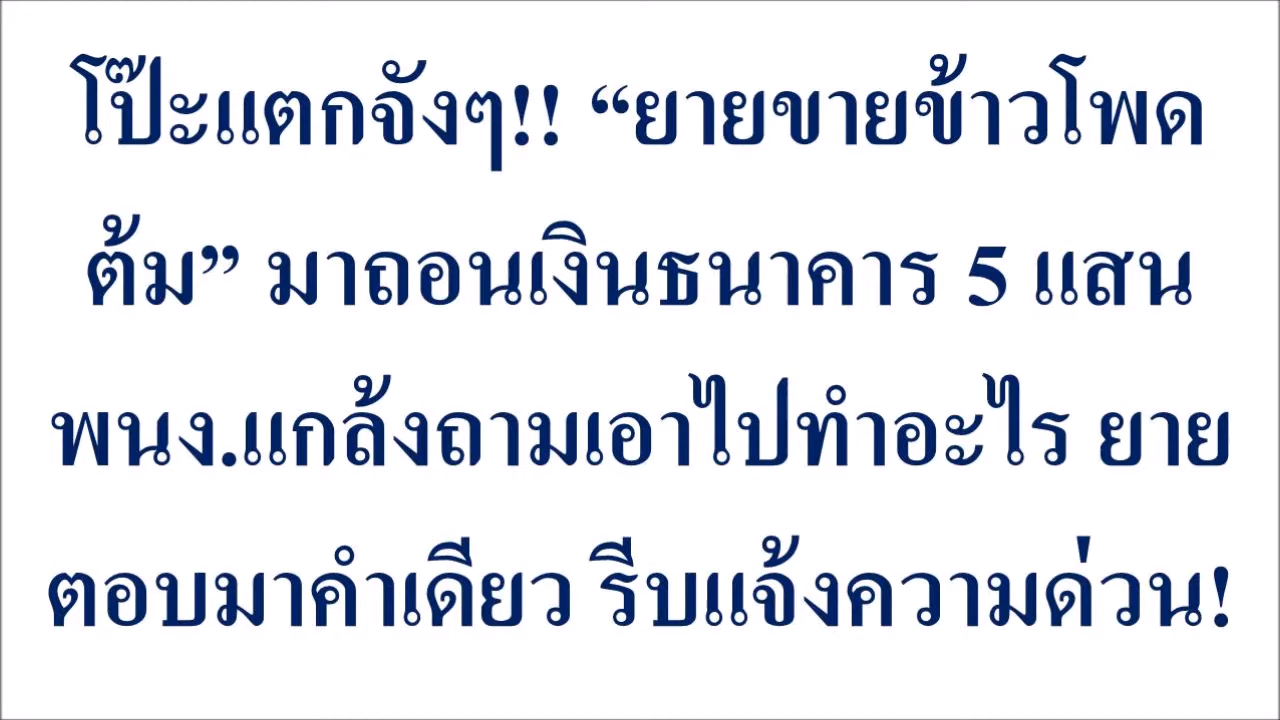 โป๊ะแตกจังๆ!! “ยายขายข้าวโพด
ต้ม” มาถอนเงินธนาคาร 5 แสน
พนง.แกล้งถามเอาไปทำอะไร ยาย
ตอบมาคำเดียว รีบแจ้งความด่วน!